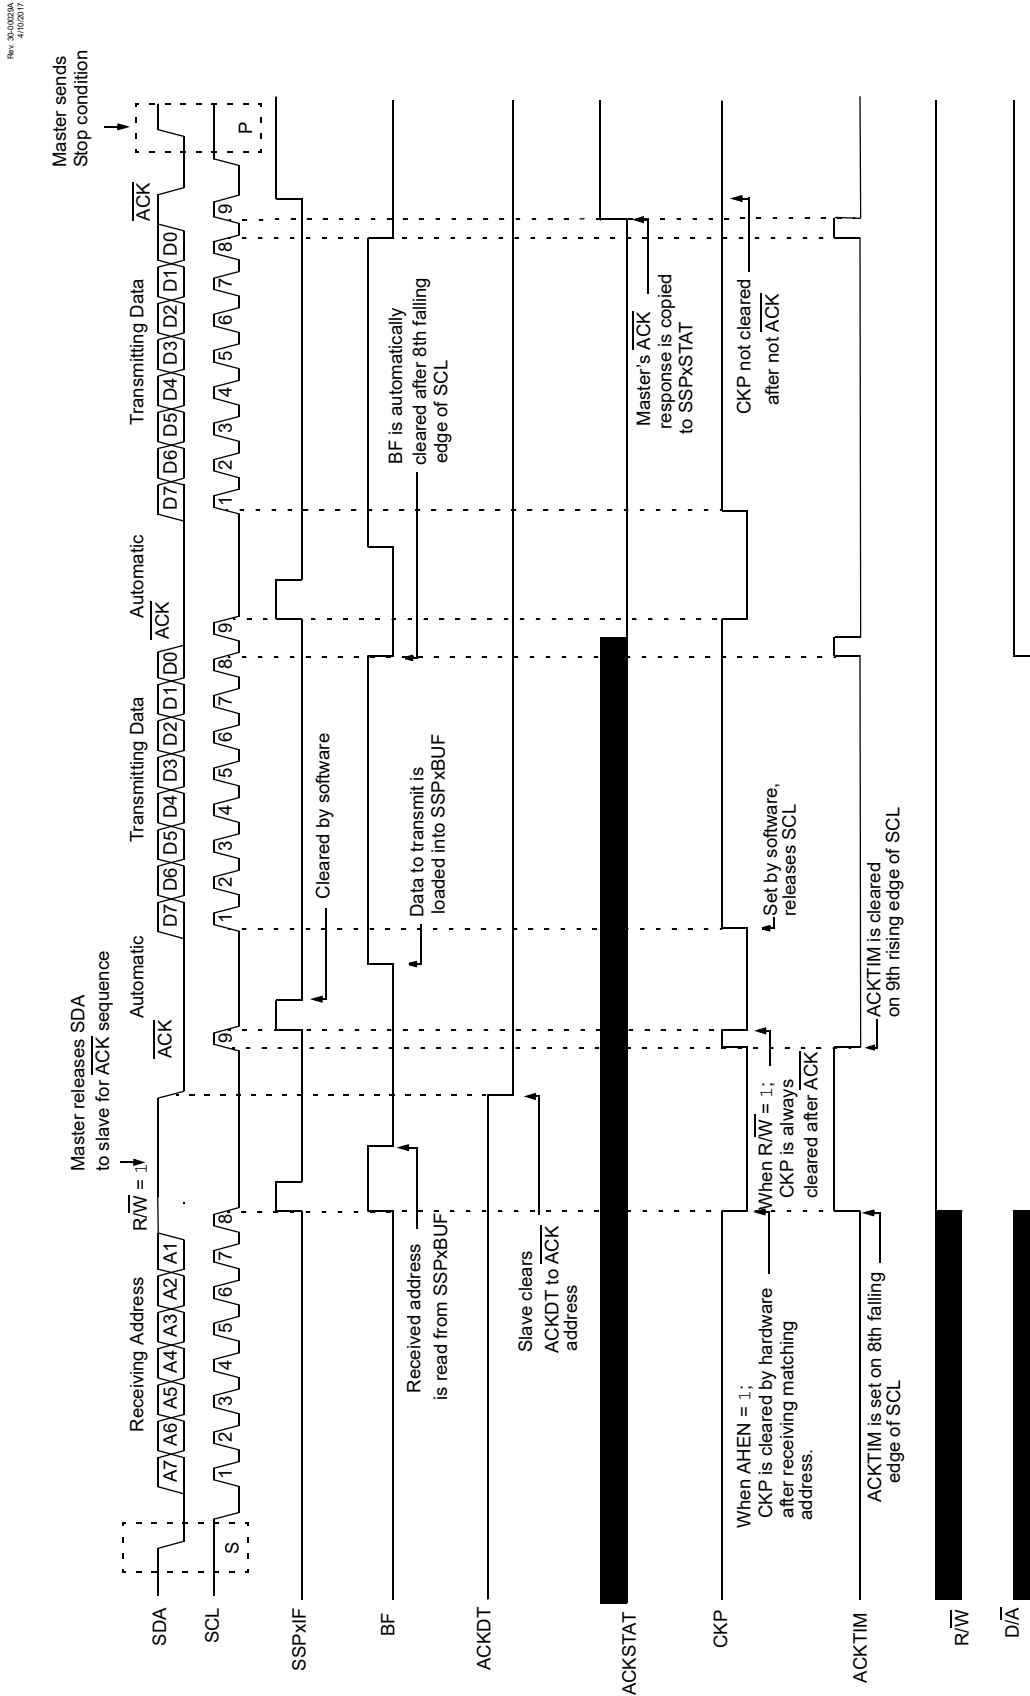 Rev. 30-00029A
4/10/2017
Master sends
Stop condition
Master releases SDA
to slave for ACK sequence
Receiving Address
R/W = 1
Automatic
ACK
Transmitting Data
Automatic
ACK
Transmitting Data
ACK
SDA
A7 A6 A5 A4 A3 A2 A1
D7 D6 D5 D4 D3 D2 D1 D0
D7 D6 D5 D4 D3 D2 D1 D0
SCL
S
1 2 3 4 5 6 7 8 9
1 2 3 4 5 6 7 8 9
1 2 3 4 5 6 7 8 9
P
SSPxIF
Cleared by software
BF
Received address
is read from SSPxBUF
Data to transmit is
loaded into SSPxBUF
BF is automatically
cleared after 8th falling
edge of SCL
ACKDT
Slave clears
ACKDT to ACK
address
ACKSTAT
Master's ACK
response is copied
to SSPxSTAT
CKP
When AHEN = 1;
CKP is cleared by hardware
after receiving matching
address.
When R/W = 1;
CKP is always
cleared after ACK
Set by software,
releases SCL
CKP not cleared
after not ACK
ACKTIM
ACKTIM is set on 8th falling
edge of SCL
ACKTIM is cleared
on 9th rising edge of SCL
R/W
D/A